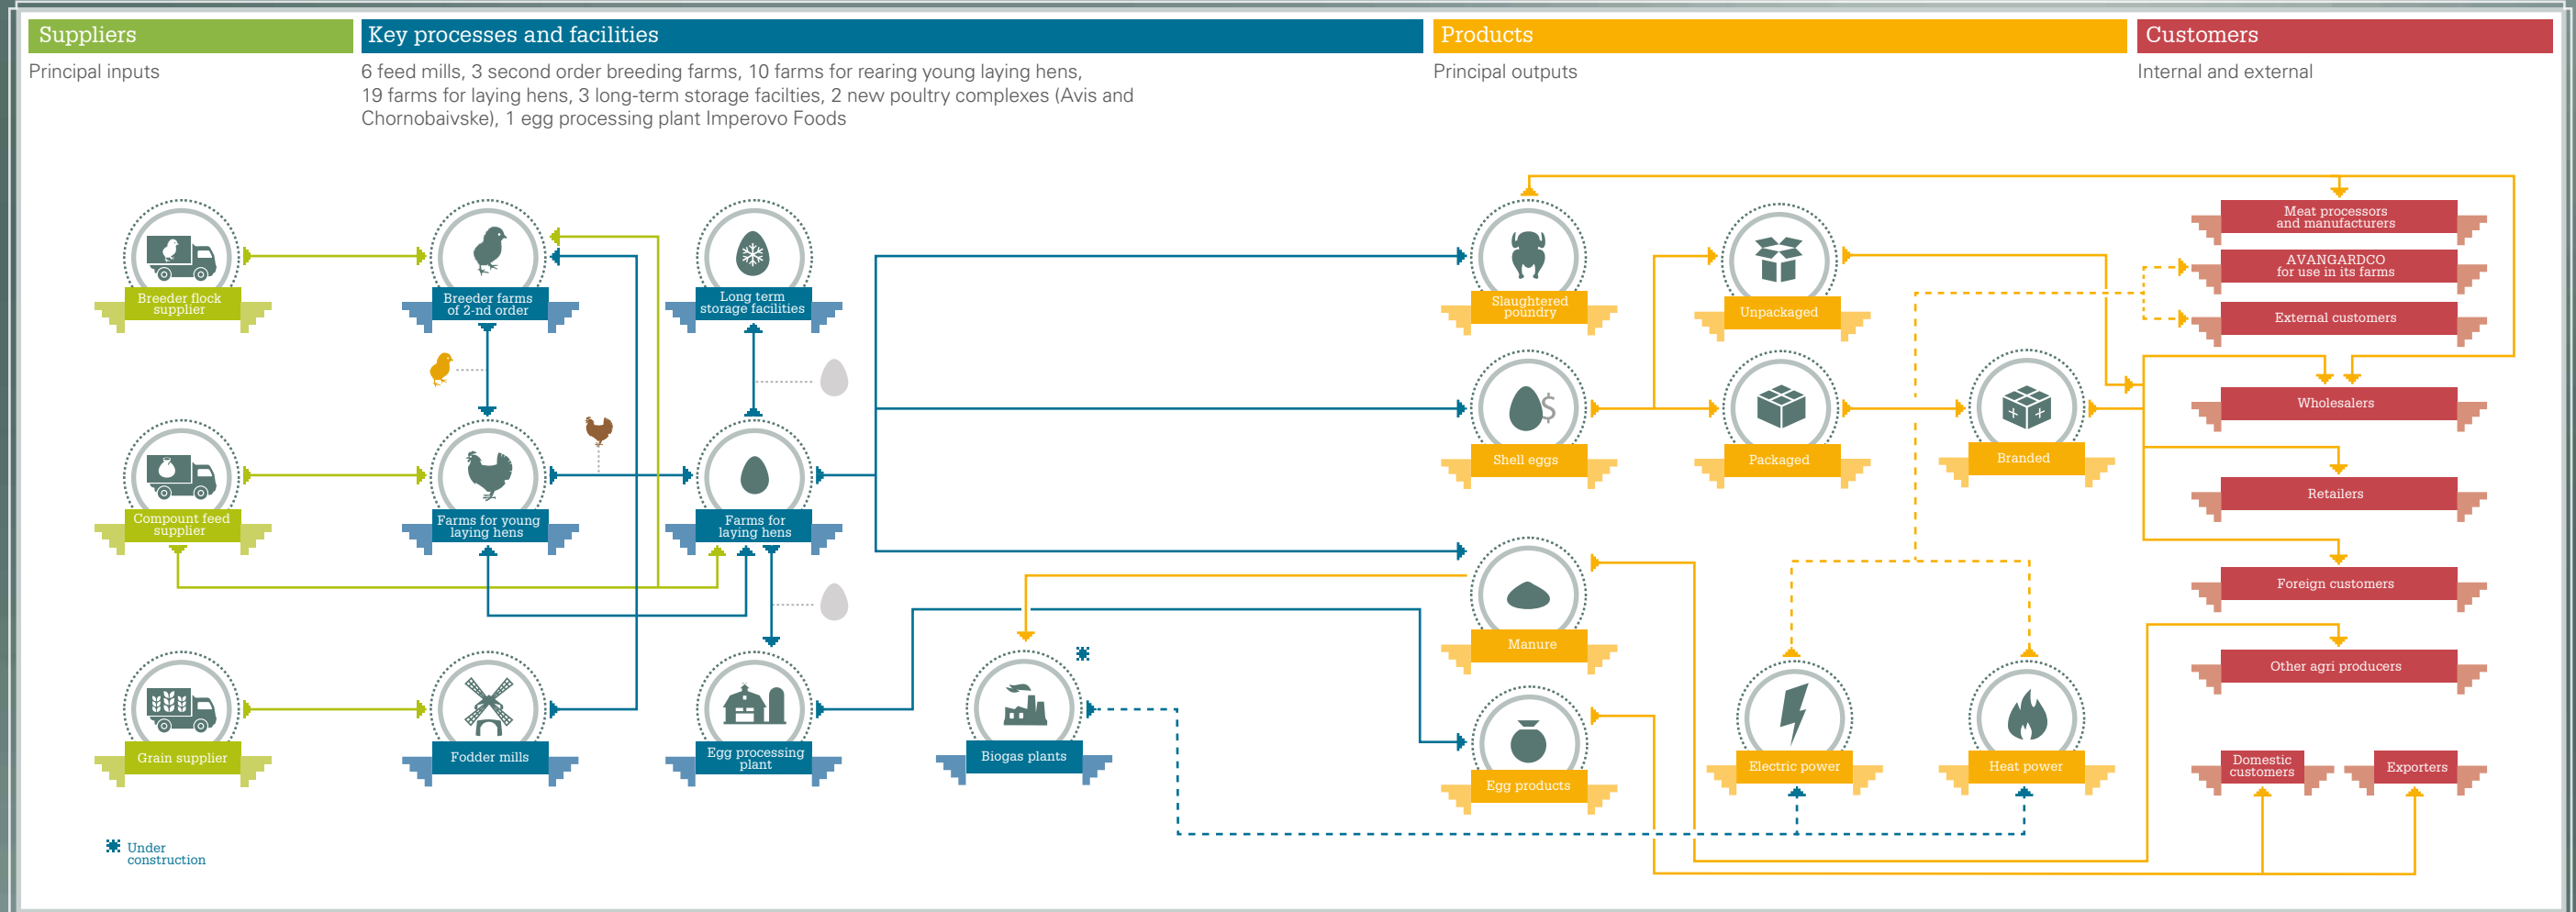 Suppliers
Principal inputs
Key processes and facilities
6 feed mills, 3 second order breeding farms, 10 farms for rearing young laying hens,
19 farms for laying hens, 3 long-term storage facilties, 2 new poultry complexes (Avis and
Chornobaivske), 1 egg processing plant Imperovo Foods
Products
Principal outputs
Customers
Internal and external
Breeder flock
supplier
Breeder farms
of 2-nd order
Long term
storage facilities
Slaughtered
poundry
Unpackaged
Meat processors
and manufacturers
AVANGARDCO
for use in its farms
External customers
Wholesalers
$
Compount feed
supplier
Farms for young
laying hens
Farms for
laying hens
Shell eggs
Packaged
Branded
Retailers
Foreign customers
Manure
Other agri producers
Grain supplier
Fodder mills
Egg processing
plant
Biogas plants
Egg products
Electric power
Heat power
Domestic
customers
Exporters
Under
construction